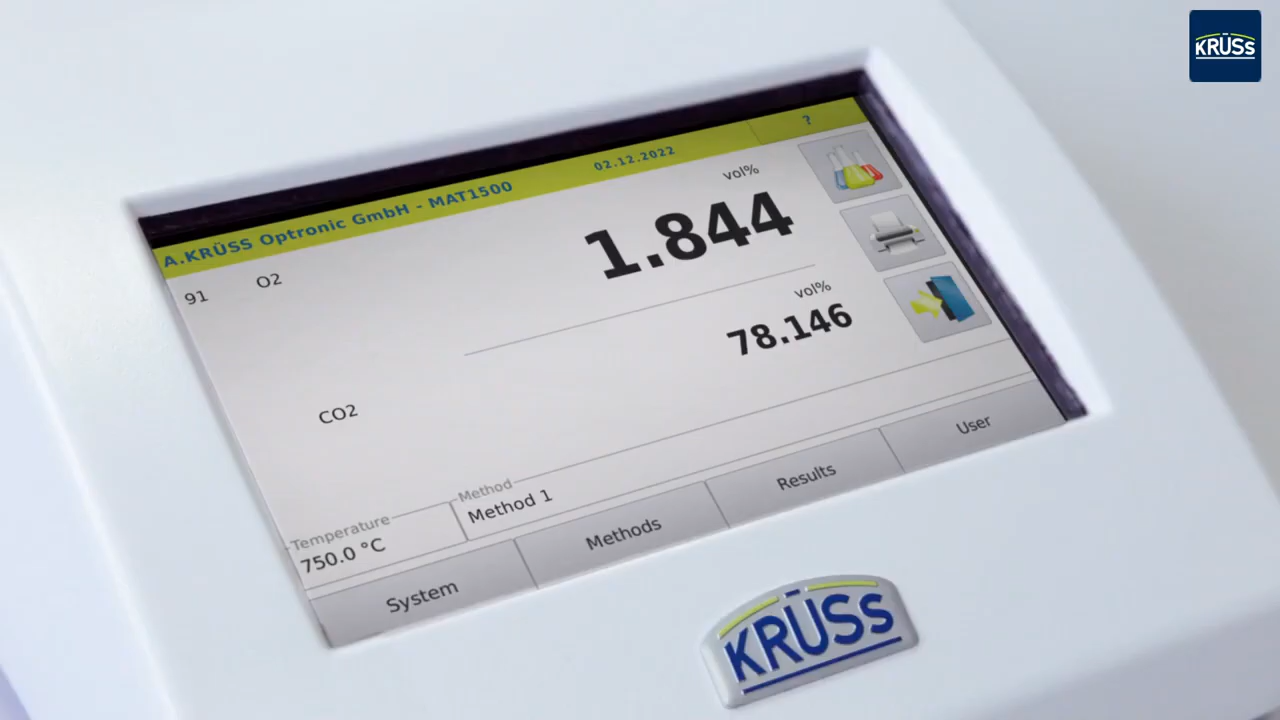 KRÜSS
A.KRÜSS Optronic GmbH - MAT1500 02.12.2022 ?
91 O2 vol%
1.844
vol%
78.146
CO2
Temperature
750.0 °C
Method
Method 1
System Methods Results User
KRÜSS